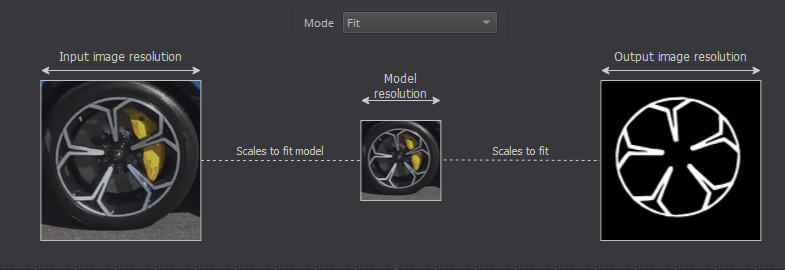 Mode Fit
Input image resolution
Model
resolution
Output image resolution
Scales to fit model
Scales to fit